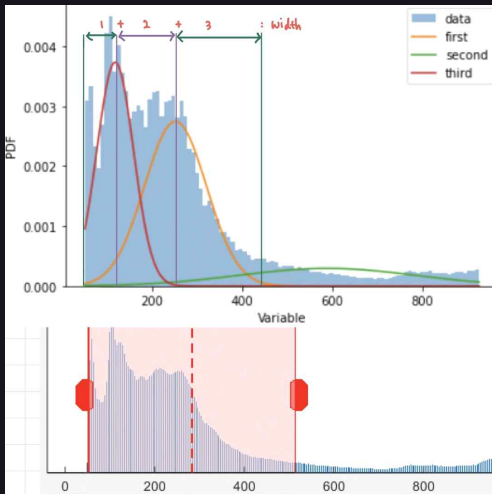 1 + 2 + 3 : width
data
first
second
third
0.004
0.003
0.002
0.001
0.000
PDF
200 400 600 800
Variable
0 200 400 600 800